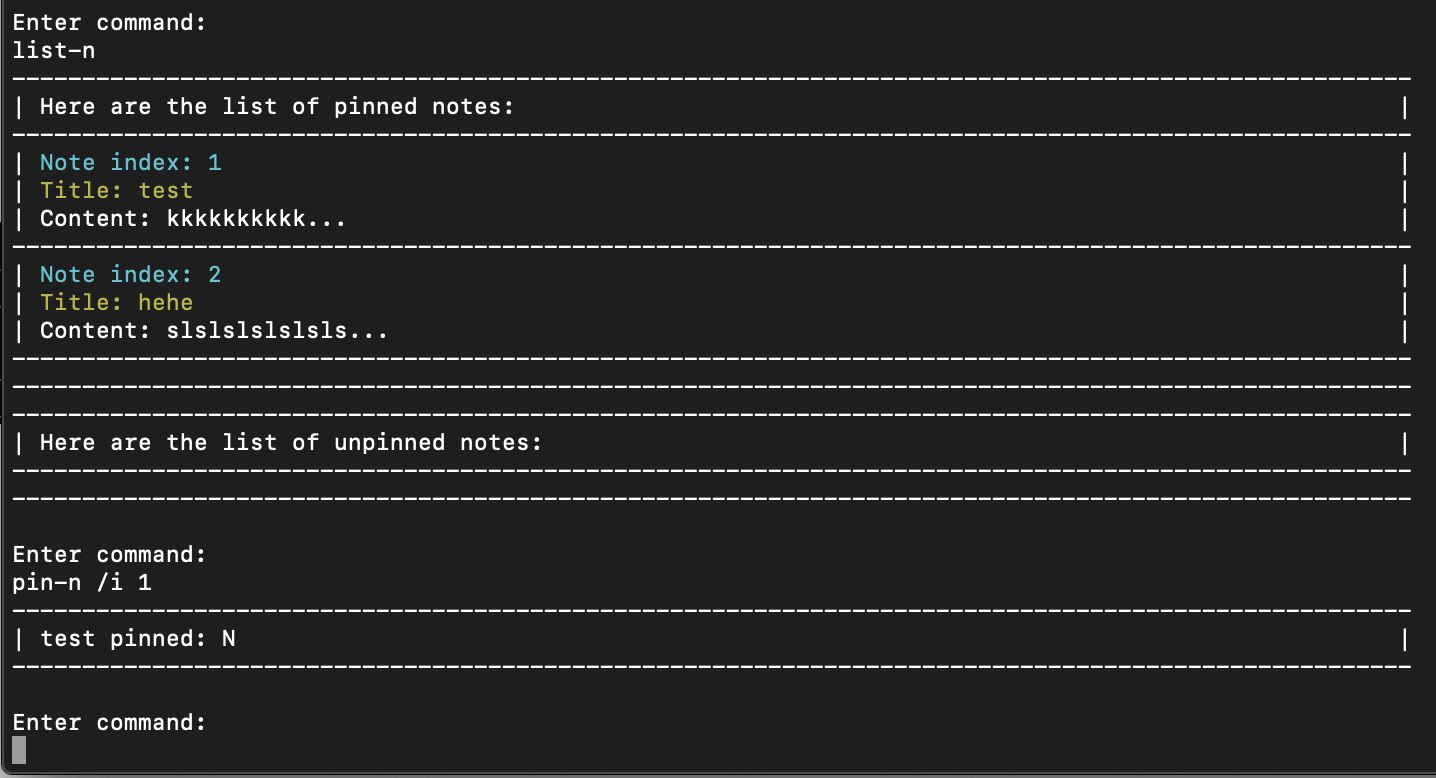 Enter command:
list-n
----------------------------------------------------------------------------------------------------
| Here are the list of pinned notes: |
----------------------------------------------------------------------------------------------------
| Note index: 1 |
| Title: test |
| Content: kkkkkkkkkk... |
----------------------------------------------------------------------------------------------------
| Note index: 2 |
| Title: hehe |
| Content: slslslslslsls... |
----------------------------------------------------------------------------------------------------
----------------------------------------------------------------------------------------------------
----------------------------------------------------------------------------------------------------
| Here are the list of unpinned notes: |
----------------------------------------------------------------------------------------------------
----------------------------------------------------------------------------------------------------
Enter command:
pin-n /i 1
----------------------------------------------------------------------------------------------------
| test pinned: N |
----------------------------------------------------------------------------------------------------
Enter command: